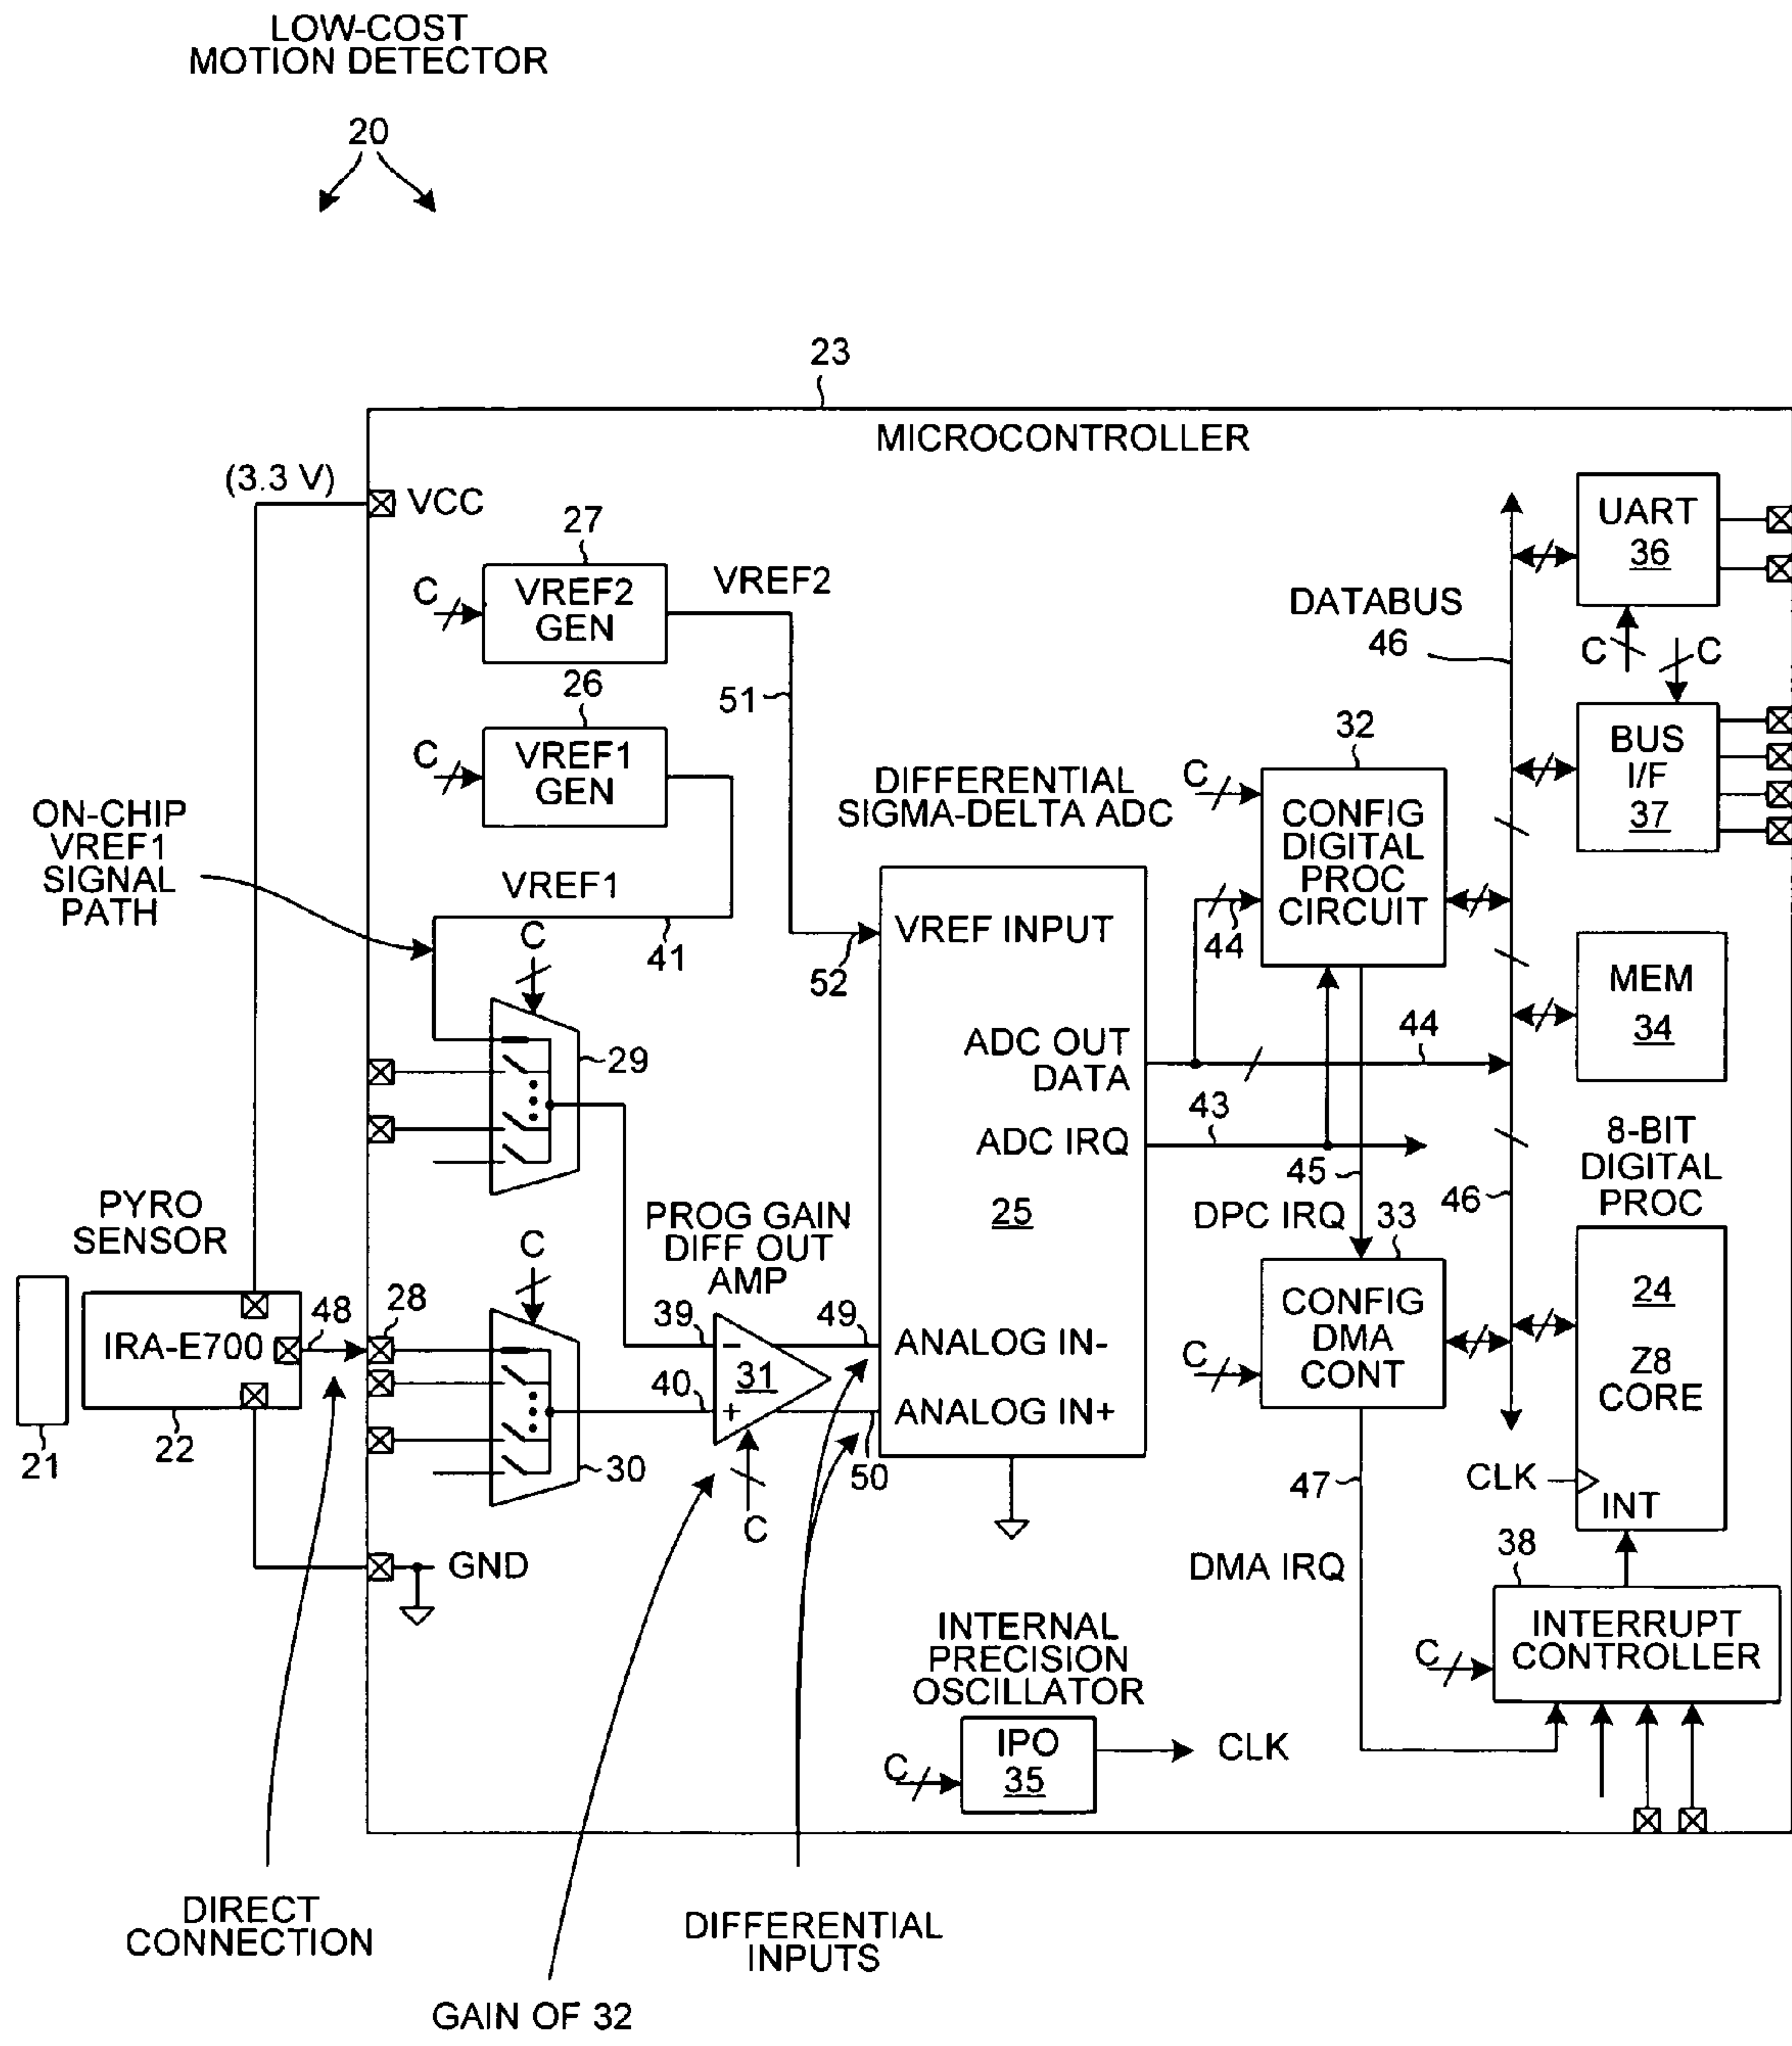 LOW-COST
MOTION DETECTOR
20
23
MICROCONTROLLER
(3.3 V)
VCC
27
C
VREF2
GEN
VREF2
26
51
C
VREF1
GEN
ON-CHIP
VREF1
SIGNAL
PATH
VREF1
C
41
29
DIFFERENTIAL
SIGMA-DELTA ADC
VREF INPUT
52
ADC OUT
DATA
ADC IRQ
25
ANALOG IN-
ANALOG IN+
32
C
CONFIG
DIGITAL
PROC
CIRCUIT
44
44
43
45
DPC IRQ
33
C
CONFIG
DMA
CONT
47
DMA IRQ
DATABUS
46
46
UART
36
C
C
BUS
I/F
37
MEM
34
8-BIT
DIGITAL
PROC
24
Z8
CORE
CLK
INT
38
C
INTERRUPT
CONTROLLER
PYRO
SENSOR
IRA-E700
21
22
48
28
C
30
PROG GAIN
DIFF OUT
AMP
39
40
31
-
+
49
50
C
GND
INTERNAL
PRECISION
OSCILLATOR
C
IPO
35
CLK
DIRECT
CONNECTION
DIFFERENTIAL
INPUTS
GAIN OF 32